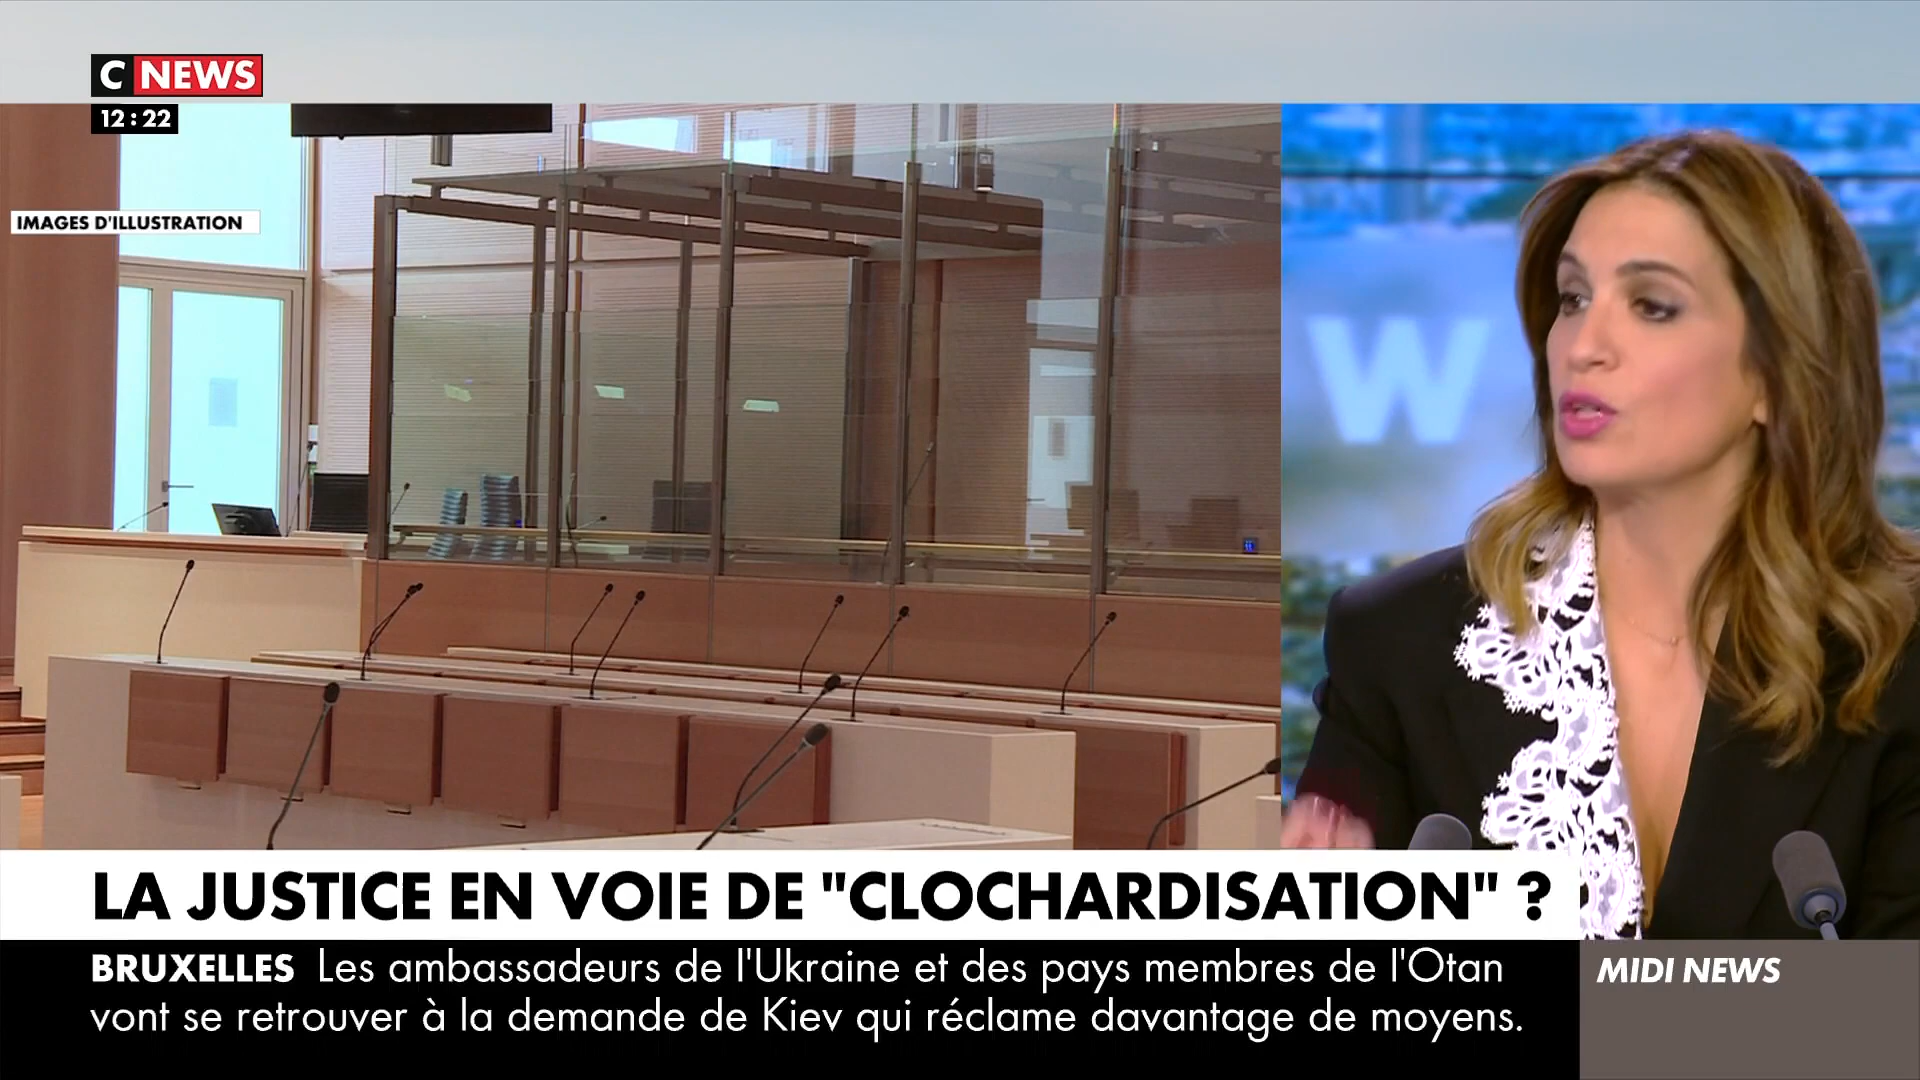 C NEWS
12:22
IMAGES D'ILLUSTRATION
W
LA JUSTICE EN VOIE DE "CLOCHARDISATION" ?
BRUXELLES Les ambassadeurs de l'Ukraine et des pays membres de l'Otan
vont se retrouver à la demande de Kiev qui réclame davantage de moyens.
MIDI NEWS